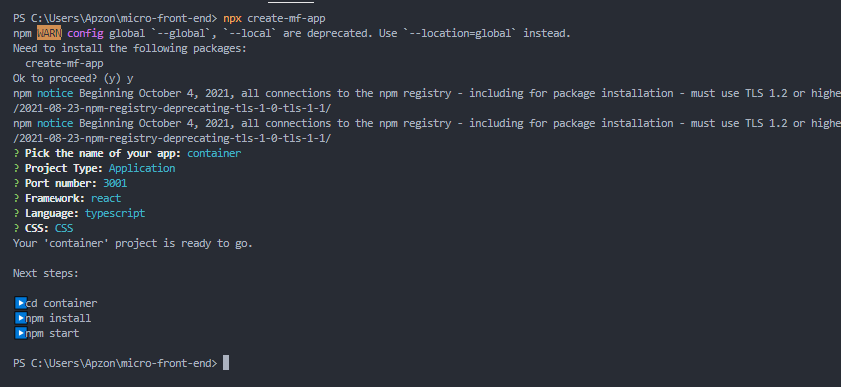 PS C:\Users\Apzon\micro-front-end> npx create-mf-app
npm WARN config global `--global`, `--local` are deprecated. Use `--location=global` instead.
Need to install the following packages:
  create-mf-app
Ok to proceed? (y) y
npm notice Beginning October 4, 2021, all connections to the npm registry - including for package installation - must use TLS 1.2 or highe
/2021-08-23-npm-registry-deprecating-tls-1-0-tls-1-1/
npm notice Beginning October 4, 2021, all connections to the npm registry - including for package installation - must use TLS 1.2 or highe
/2021-08-23-npm-registry-deprecating-tls-1-0-tls-1-1/
? Pick the name of your app: container
? Project Type: Application
? Port number: 3001
? Framework: react
? Language: typescript
? CSS: CSS
Your 'container' project is ready to go.
Next steps:
▶️cd container
▶️npm install
▶️npm start
PS C:\Users\Apzon\micro-front-end>